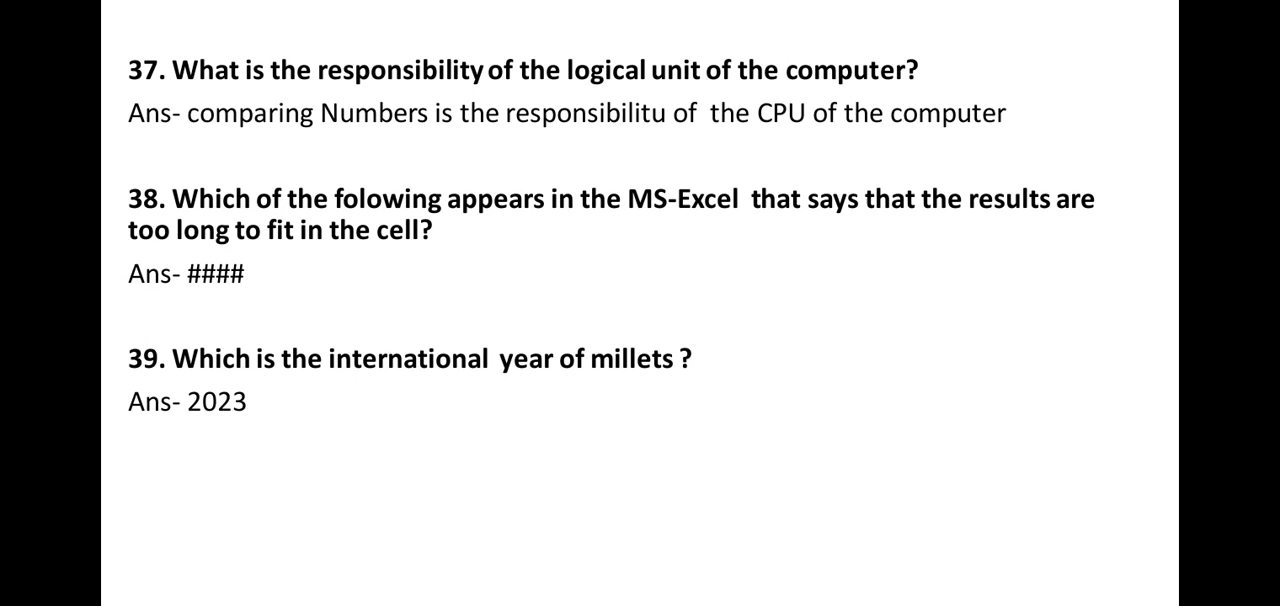 37. What is the responsibility of the logical unit of the computer?
Ans- comparing Numbers is the responsibilitu of the CPU of the computer
38. Which of the folowing appears in the MS-Excel that says that the results are
too long to fit in the cell?
Ans- ####
39. Which is the international year of millets ?
Ans- 2023